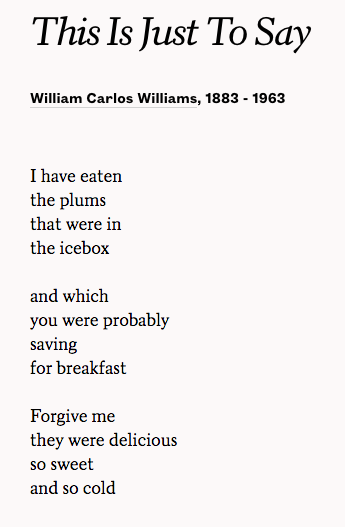 This Is Just To Say
William Carlos Williams, 1883 - 1963
I have eaten
the plums
that were in
the icebox
and which
you were probably
saving
for breakfast
Forgive me
they were delicious
so sweet
and so cold